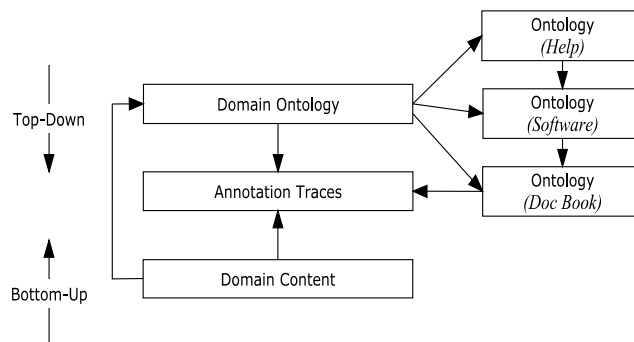 Ontology
(Help)
Top-Down
Domain Ontology
Ontology
(Software)
Annotation Traces
Ontology
(Doc Book)
Bottom-Up
Domain Content